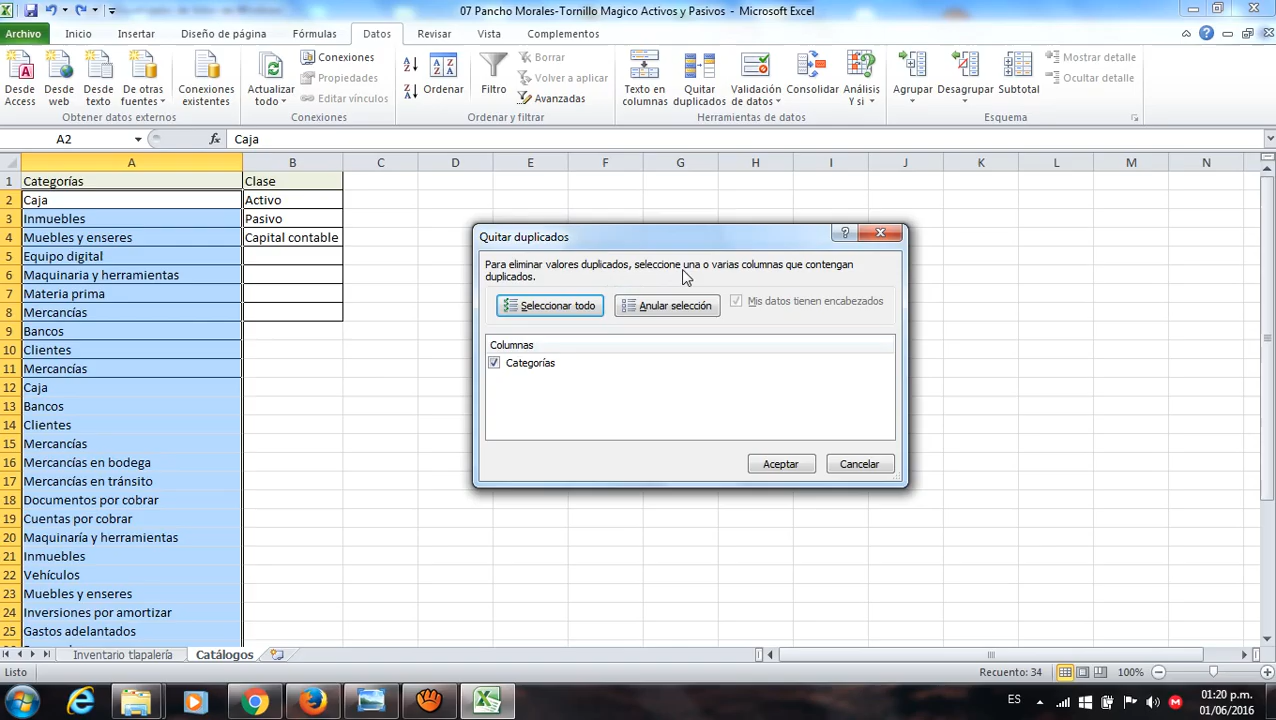 07 Pancho Morales-Tornillo Magico Activos y Pasivos - Microsoft Excel
Archivo Inicio Insertar Diseño de página Fórmulas Datos Revisar Vista Complementos
Desde Access
Desde web
Desde texto
De otras fuentes
Conexiones existentes
Obtener datos externos
Actualizar todo
Conexiones
Propiedades
Editar vínculos
Conexiones
Ordenar
Filtro
Borrar
Volver a aplicar
Avanzadas
Ordenar y filtrar
Texto en columnas
Quitar duplicados
Validación de datos
Consolidar
Análisis Y si
Herramientas de datos
Agrupar
Desagrupar
Subtotal
Mostrar detalle
Ocultar detalle
Esquema
A2 fx Caja
A B C D E F G H I J K L M N
1 Categorías Clase
2 Caja Activo
3 Inmuebles Pasivo
4 Muebles y enseres Capital contable
5 Equipo digital
6 Maquinaria y herramientas
7 Materia prima
8 Mercancías
9 Bancos
10 Clientes
11 Mercancías
12 Caja
13 Bancos
14 Clientes
15 Mercancías
16 Mercancías en bodega
17 Mercancías en tránsito
18 Documentos por cobrar
19 Cuentas por cobrar
20 Maquinaría y herramientas
21 Inmuebles
22 Vehículos
23 Muebles y enseres
24 Inversiones por amortizar
25 Gastos adelantados
Quitar duplicados
Para eliminar valores duplicados, seleccione una o varias columnas que contengan
duplicados.
Seleccionar todo Anular selección Mis datos tienen encabezados
Columnas
Categorías
Aceptar Cancelar
Inventario tlapalería Catálogos
Listo Recuento: 34 100%
ES 01:20 p.m.
01/06/2016